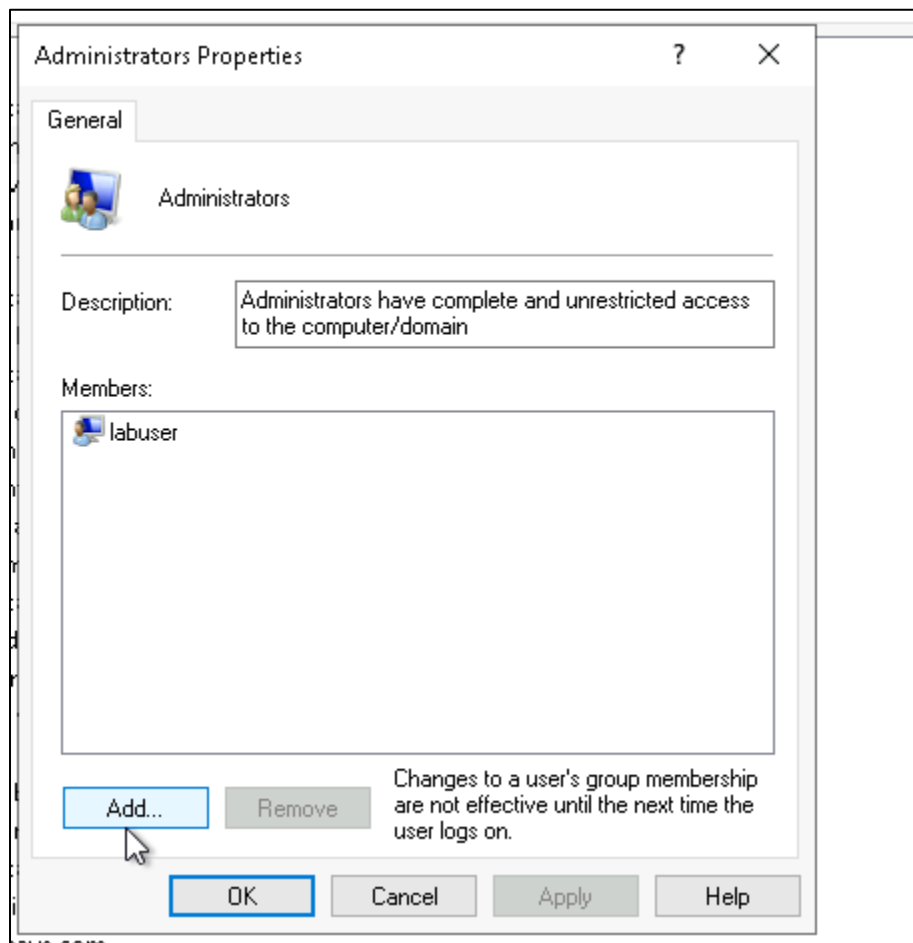 Administrators Properties
?
General
Administrators
Description:
Administrators have complete and unrestricted access
to the computer/domain
Members:
labuser
Add...
Remove
Changes to a user's group membership
are not effective until the next time the
user logs on.
OK
Cancel
Apply
Help